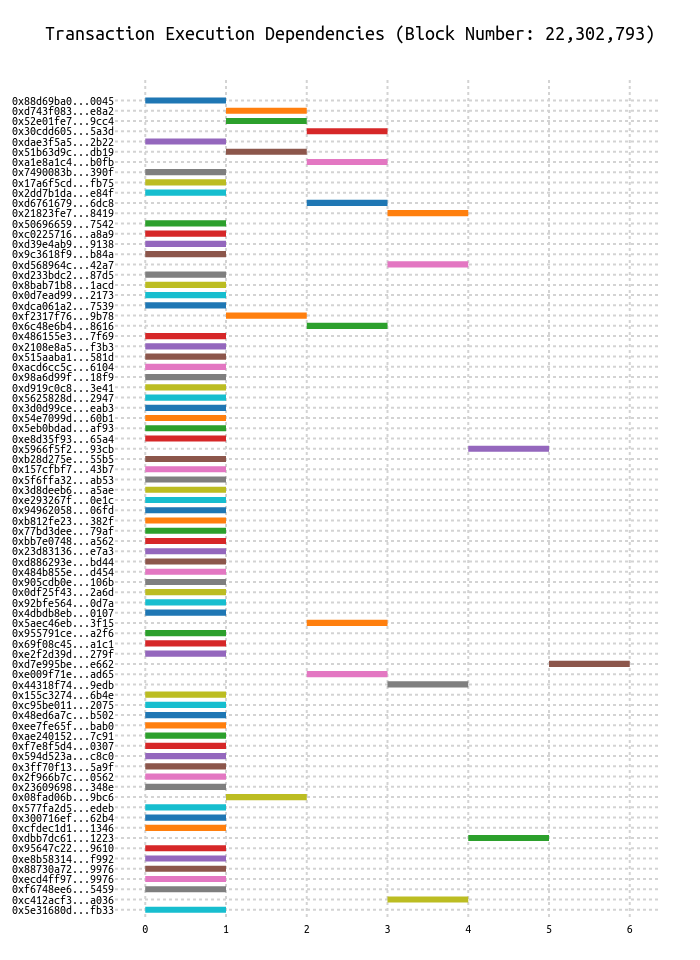 Transaction Execution Dependencies (Block Number: 22,302,793)
0x88d69ba0...0045
0xd743f083...e8a2
0x52e01fe7...9cc4
0x30cdd605...5a3d
0xdae3f5a5...2b22
0x51b63d9c...db19
0xa1e8a1c4...b0fb
0x7490083b...390f
0x17a6f5cd...fb75
0x2dd7b1da...e84f
0xd6761679...6dc8
0x21823fe7...8419
0x50696659...7542
0xc0225716...a8a9
0xd39e4ab9...9138
0x9c3618f9...b84a
0xd568964c...42a7
0xd233bdc2...87d5
0x8bab71b8...1acd
0x0d7ead99...2173
0xdca061a2...7539
0xf2317f76...9b78
0x6c48e6b4...8616
0x486155e3...7f69
0x2108e8a5...f3b3
0x515aaba1...581d
0xacd6cc5c...6104
0x98a6d99f...18f9
0xd919c0c8...3e41
0x5625828d...2947
0x3d0d99ce...eab3
0x54e7099d...60b1
0x5eb0bdad...af93
0xe8d35f93...65a4
0x5966f5f2...93cb
0xb28d275e...55b5
0x157cfbf7...43b7
0x5f6ffa32...ab53
0x3d8deeb6...a5ae
0xe293267f...0e1c
0x94962058...06fd
0xb812fe23...382f
0x77bd3dee...79af
0xbb7e0748...a562
0x23d83136...e7a3
0xd886293e...bd44
0x484b855e...d454
0x905cdb0e...106b
0x0df25f43...2a6d
0x92bfe564...0d7a
0x4dbdb8eb...0107
0x5aec46eb...3f15
0x955791ce...a2f6
0x69f08c45...a1c1
0xe2f2d39d...279f
0xd7e995be...e662
0xe009f71e...ad65
0x44318f74...9edb
0x155c3274...6b4e
0xc95be011...2075
0x48ed6a7c...b502
0xee7fe65f...bab0
0xae240152...7c91
0xf7e8f5d4...0307
0x594d523a...c8c0
0x3ff70f13...5a9f
0x2f966b7c...0562
0x23609698...348e
0x08fad06b...9bc6
0x577fa2d5...edeb
0x300716ef...62b4
0xcfdec1d1...1346
0xdbb7dc61...1223
0x95647c22...9610
0xe8b58314...f992
0x88730a72...9976
0xecd4ff97...9976
0xf6748ee6...5459
0xc412acf3...a036
0x5e31680d...fb33
0 1 2 3 4 5 6